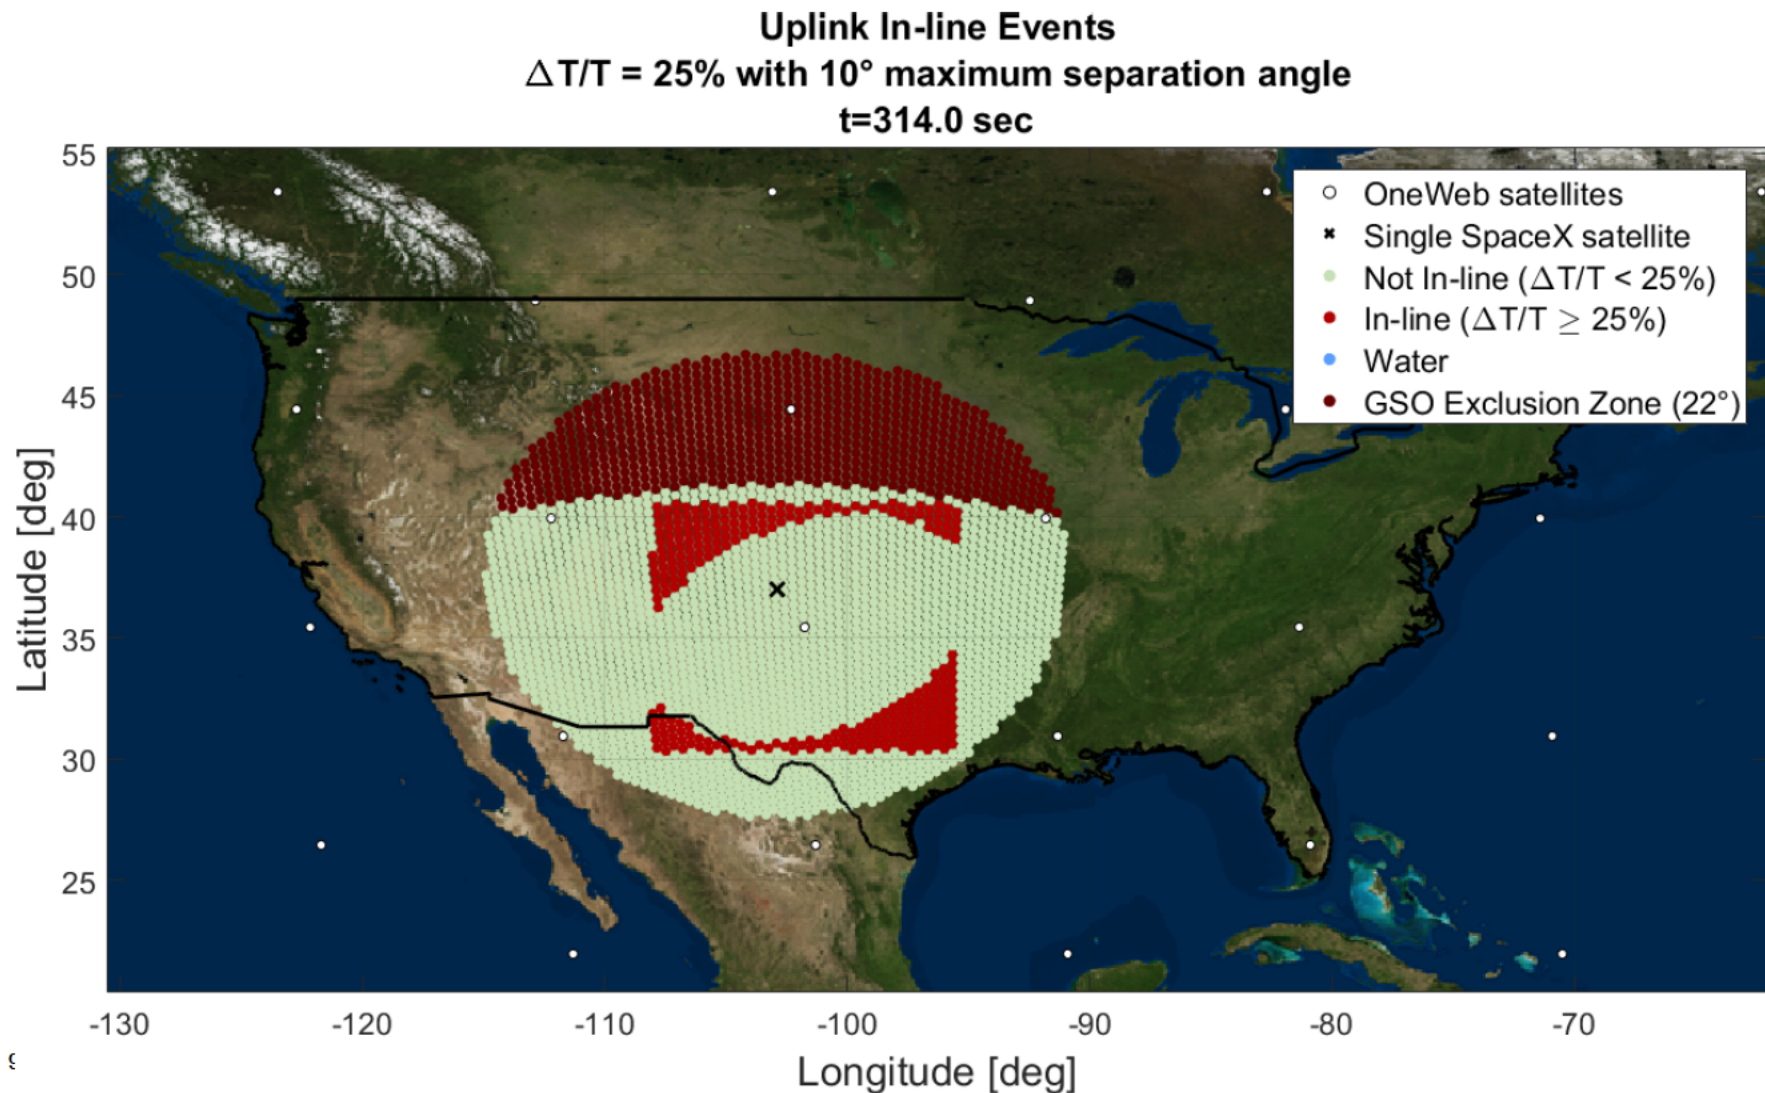 Uplink In-line Events
ΔT/T = 25% with 10° maximum separation angle
t=314.0 sec
OneWeb satellites
Single SpaceX satellite
Not In-line (ΔT/T < 25%)
In-line (ΔT/T ≥ 25%)
Water
GSO Exclusion Zone (22°)
Latitude [deg]
55
50
45
40
35
30
25
-130 -120 -110 -100 -90 -80 -70
Longitude [deg]